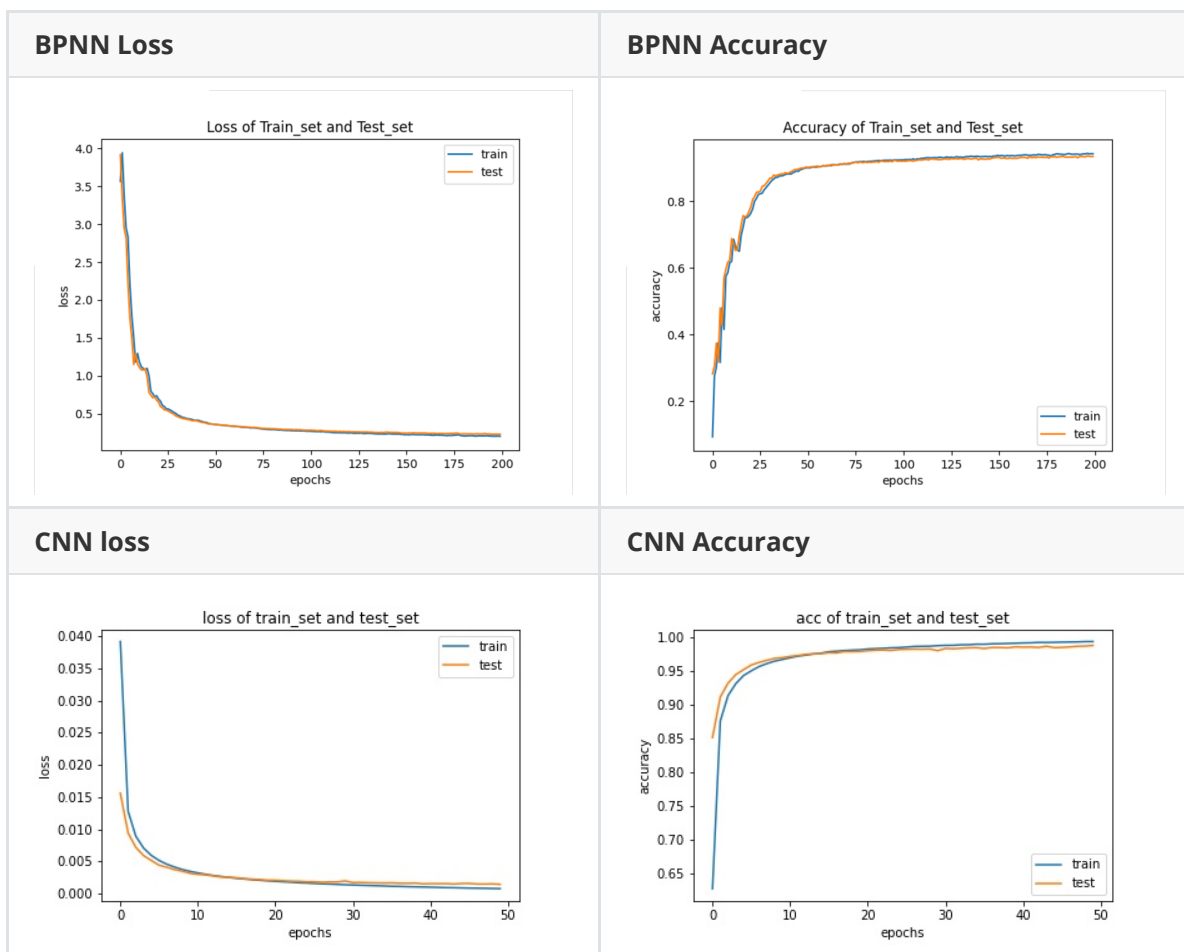 BPNN Loss
BPNN Accuracy
Loss of Train_set and Test_set
4.0
3.5
3.0
2.5
2.0
1.5
1.0
0.5
loss
train
test
0 25 50 75 100 125 150 175 200
epochs
Accuracy of Train_set and Test_set
0.8
0.6
0.4
0.2
accuracy
train
test
0 25 50 75 100 125 150 175 200
epochs
CNN loss
CNN Accuracy
loss of train_set and test_set
0.040
0.035
0.030
0.025
0.020
0.015
0.010
0.005
0.000
loss
train
test
0 10 20 30 40 50
epochs
acc of train_set and test_set
1.00
0.95
0.90
0.85
0.80
0.75
0.70
0.65
accuracy
train
test
0 10 20 30 40 50
epochs